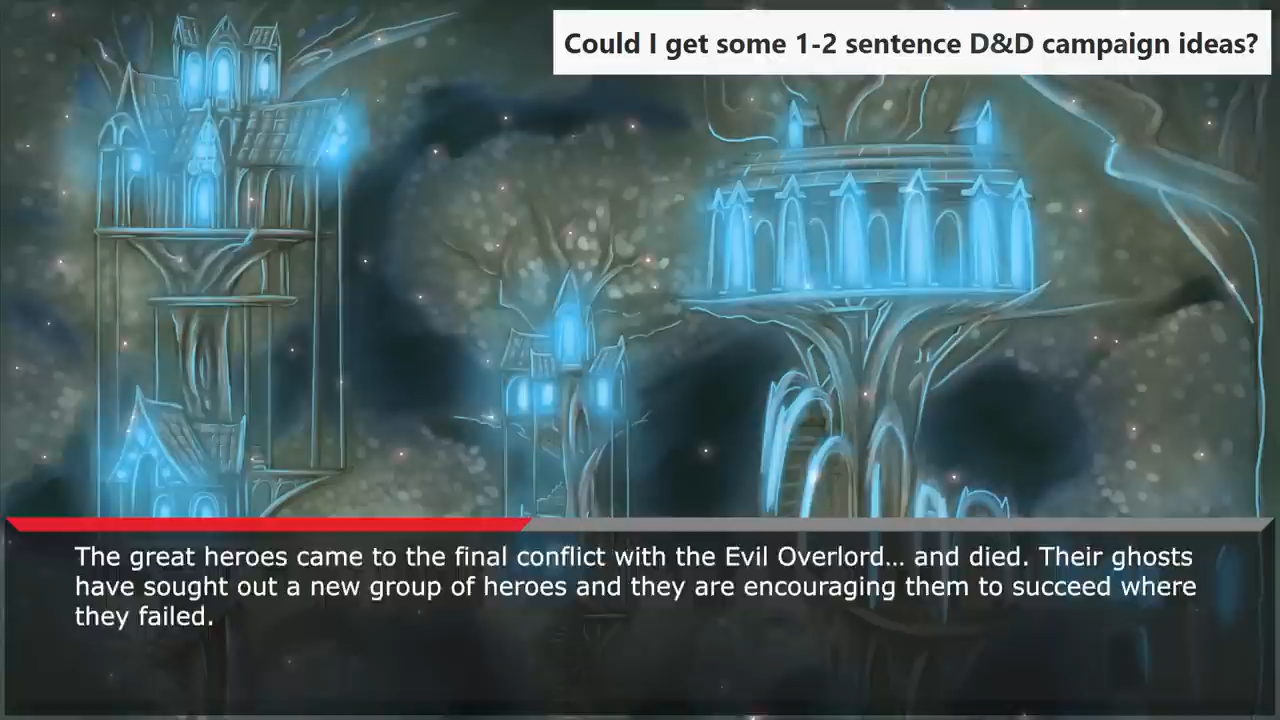 Could I get some 1-2 sentence D&D campaign ideas?
The great heroes came to the final conflict with the Evil Overlord... and died. Their ghosts
have sought out a new group of heroes and they are encouraging them to succeed where
they failed.